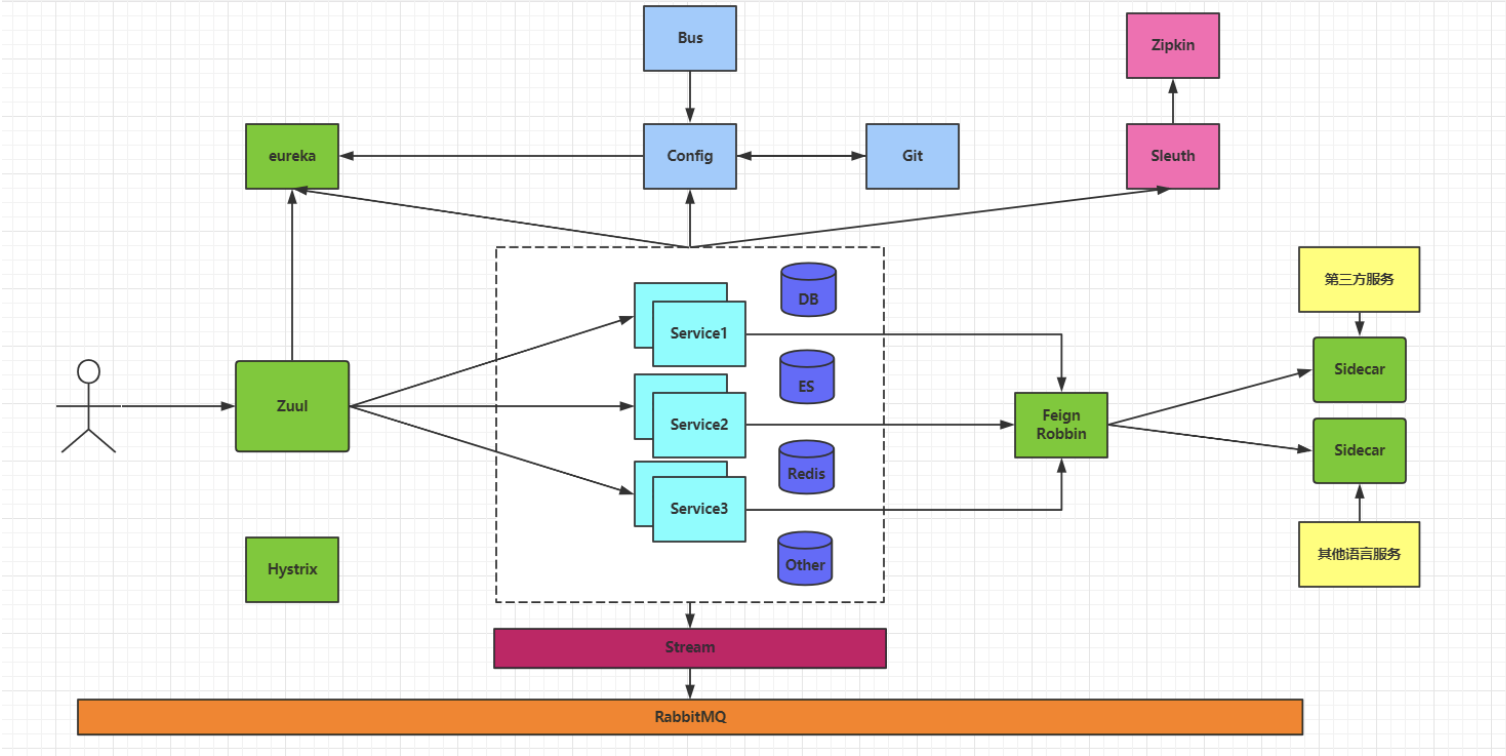 Bus
Zipkin
eureka
Config
Git
Sleuth
DB
第三方服务
Service1
ES
Sidecar
Zuul
Service2
Feign
Robbin
Sidecar
Redis
Service3
Hystrix
Other
其他语言服务
Stream
RabbitMQ